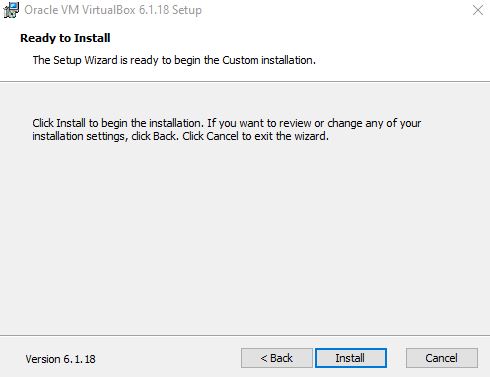 Oracle VM VirtualBox 6.1.18 Setup
Ready to Install
The Setup Wizard is ready to begin the Custom installation.
Click Install to begin the installation. If you want to review or change any of your
installation settings, click Back. Click Cancel to exit the wizard.
Version 6.1.18
< Back
Install
Cancel